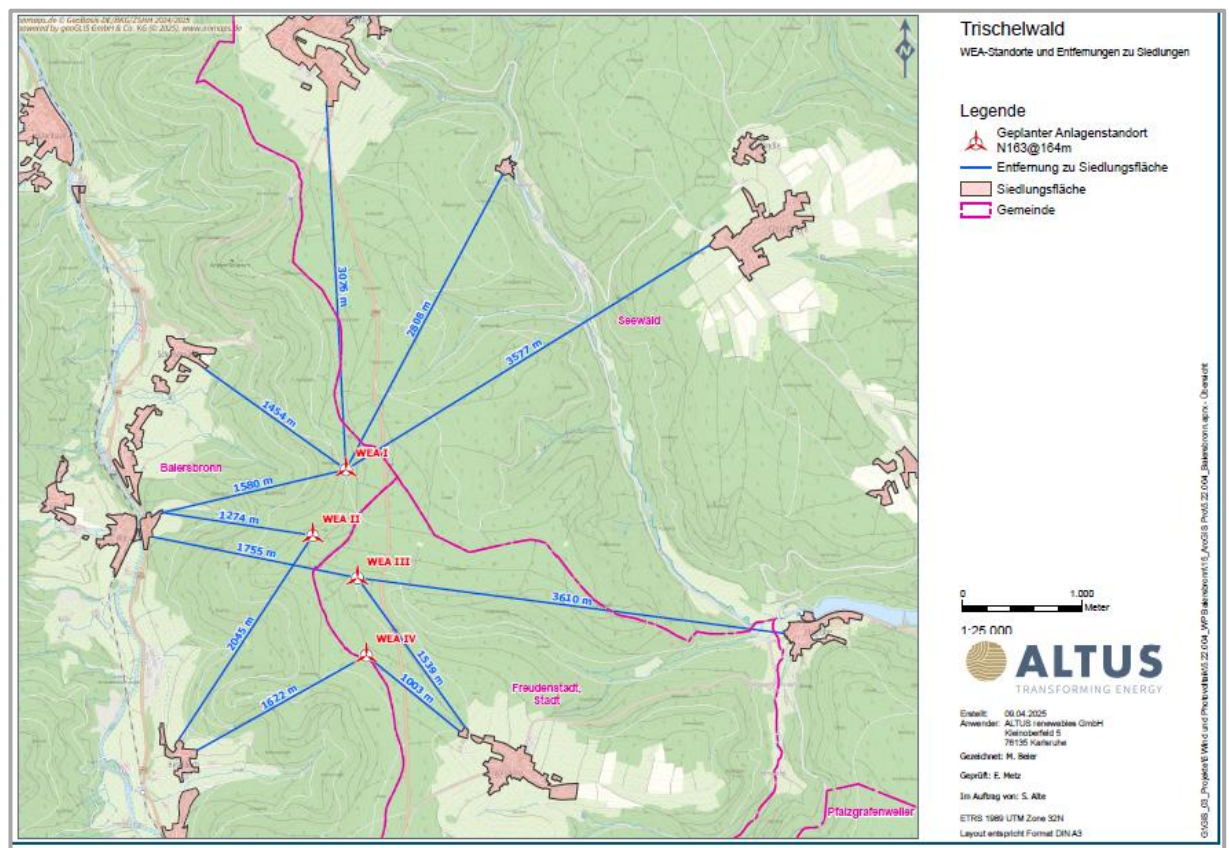 Trischelwald
WEA-Standorte und Entfernungen zu Siedlungen
Legende
Geplanter Anlagenstandort
N163@164m
Entfernung zu Siedlungsfläche
Siedlungsfläche
Gemeinde
3076 m
2808 m
3577 m
Seewald
1454 m
WEA I
Baiersbronn
1580 m
1274 m
WEA II
1755 m
WEA III
3610 m
2045 m
WEA IV
1539 m
1622 m
1003 m
Freudenstadt,
Stadt
Pfalzgrafenweiler
0 1.000
Meter
1:25 000
ALTUS
TRANSFORMING ENERGY
Erstellt: 09.04.2025
Anwender: ALTUS renewables GmbH
Kleinoberfeld 5
76135 Karlsruhe
Gezeichnet: M. Beier
Geprüft: E. Metz
Im Auftrag von: S. Alte
ETRS 1989 UTM Zone 32N
Layout entspricht Format DIN A3